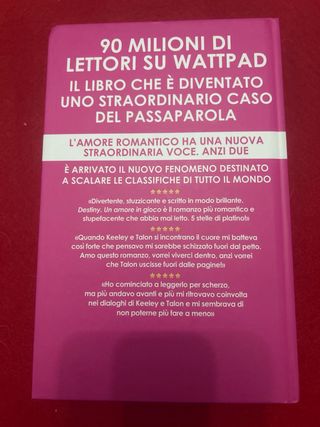 90 MILIONI DI
LETTORI SU WATTPAD
IL LIBRO CHE È DIVENTATO
UNO STRAORDINARIO CASO
DEL PASSAPAROLA
L'AMORE ROMANTICO HA UNA NUOVA
STRAORDINARIA VOCE. ANZI DUE
È ARRIVATO IL NUOVO FENOMENO DESTINATO
A SCALARE LE CLASSIFICHE DI TUTTO IL MONDO
«Divertente, stuzzicante e scritto in modo brillante.
Destiny. Un amore in gioco è il romanzo più romantico e
stupefacente che abbia mai letto. 5 stelle di platino!»
«Quando Keeley e Talon si incontrano il cuore mi batteva
così forte che pensavo mi sarebbe schizzato fuori dal petto.
Amo questo romanzo, vorrei viverci dentro, anzi vorrei
che Talon uscisse fuori dalle pagine!»
«Ho cominciato a leggerlo per scherzo,
ma più andavo avanti e più mi ritrovavo coinvolta
nei dialoghi di Keeley e Talon e mi sembrava di
non poterne più fare a meno»